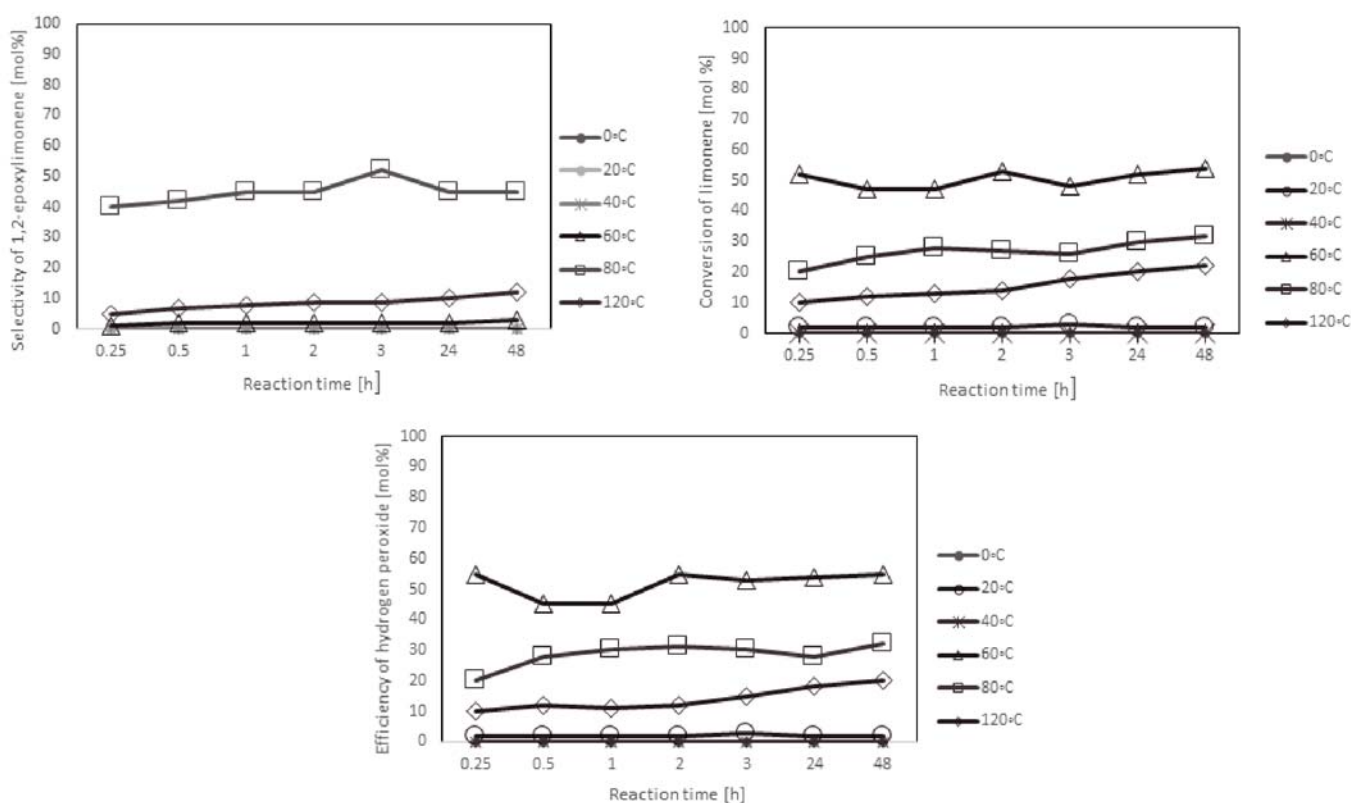 Selectivity of 1,2-epoxylimonene [mol%]
100
90
80
70
60
50
40
30
20
10
0
0.25 0.5 1 2 3 24 48
Reaction time [h]
0°C
20°C
40°C
60°C
80°C
120°C
Conversion of limonene [mol %]
100
90
80
70
60
50
40
30
20
10
0
0.25 0.5 1 2 3 24 48
Reaction time [h]
0°C
20°C
40°C
60°C
80°C
120°C
Efficiency of hydrogen peroxide [mol%]
100
90
80
70
60
50
40
30
20
10
0
0.25 0.5 1 2 3 24 48
Reaction time [h]
0°C
20°C
40°C
60°C
80°C
120°C